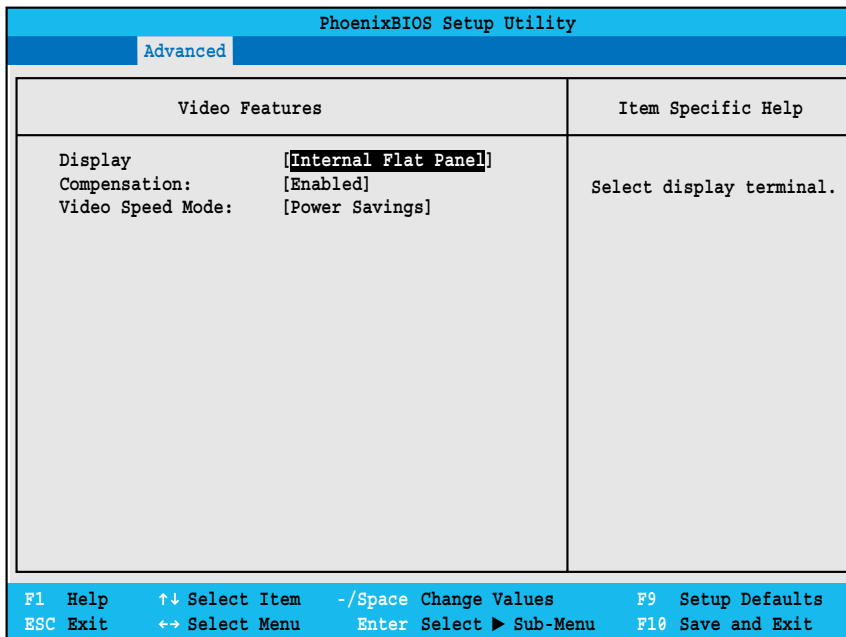 PhoenixBIOS Setup Utility
Advanced
Video Features
Item Specific Help
Display [Internal Flat Panel]
Compensation: [Enabled]
Video Speed Mode: [Power Savings]
Select display terminal.
F1 Help ↑↓ Select Item -/Space Change Values F9 Setup Defaults
ESC Exit ←→ Select Menu Enter Select ▶ Sub-Menu F10 Save and Exit